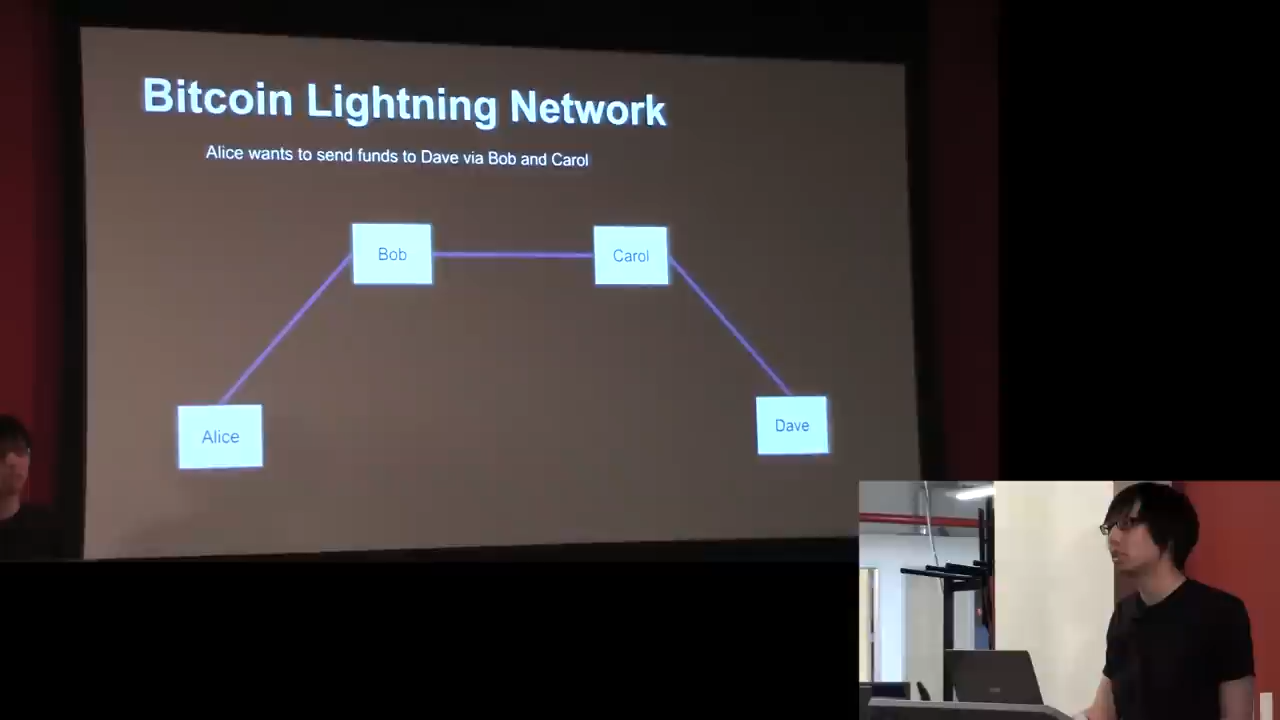 Bitcoin Lightning Network
Alice wants to send funds to Dave via Bob and Carol
Bob
Carol
Alice
Dave